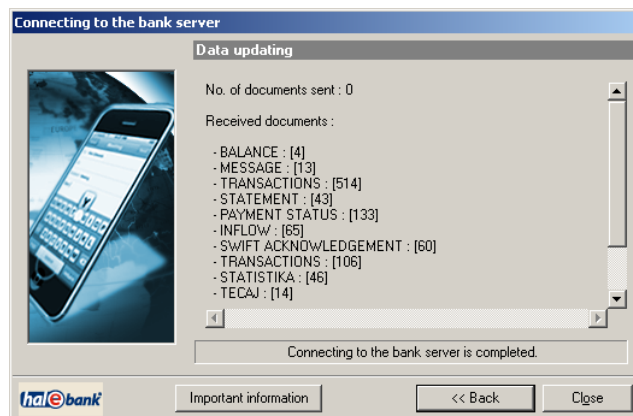 Connecting to the bank server
Data updating
No. of documents sent : 0
Received documents :
- BALANCE : [4]
- MESSAGE : [13]
- TRANSACTIONS : [514]
- STATEMENT : [43]
- PAYMENT STATUS : [133]
- INFLOW : [65]
- SWIFT ACKNOWLEDGEMENT : [60]
- TRANSACTIONS : [106]
- STATISTIKA : [46]
- TECAJ : [14]
Connecting to the bank server is completed.
hal e bank
Important information
<< Back
Close